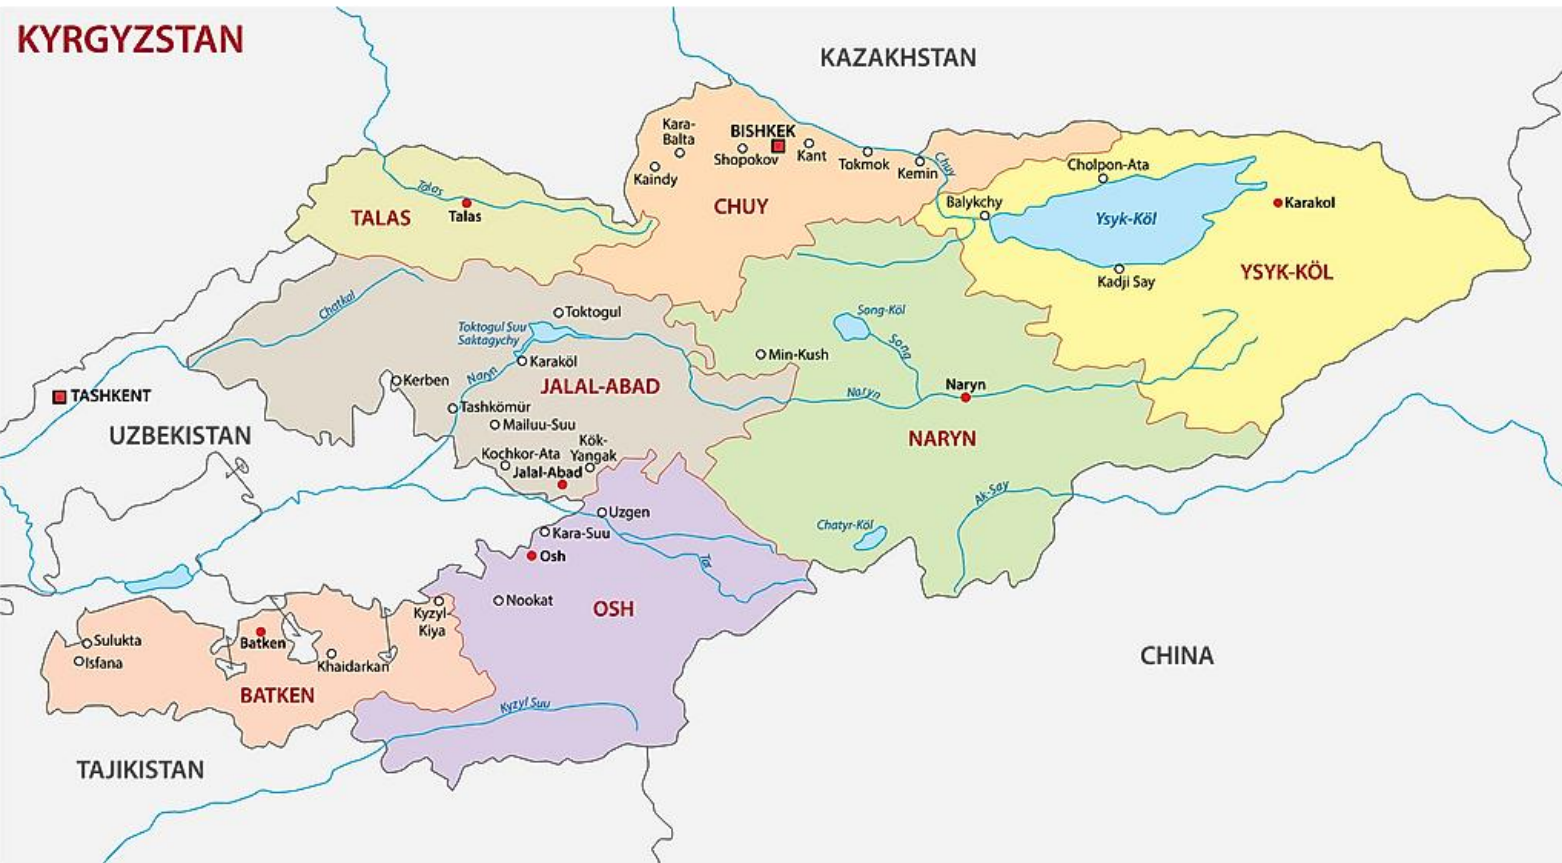 KYRGYZSTAN
KAZAKHSTAN
Kara-
Balta
BISHKEK
Shopokov
Kant
Tokmok
Kemin
Kaindy
Chuy
Cholpon-Ata
Talas
TALAS
Talas
CHUY
Balykchy
Ysyk-Köl
Karakol
YSYK-KÖL
Kadji Say
Chatkal
Toktogul
Toktogul Suu
Saktagychy
Song-Köl
Song
Min-Kush
Karaköl
Naryn
Kerben
JALAL-ABAD
Naryn
Naryn
TASHKENT
Tashkömür
Mailuu-Suu
UZBEKISTAN
Kök-
Yangak
NARYN
Kochkor-Ata
Jalal-Abad
Ak-Say
Uzgen
Chatyr-Köl
Kara-Suu
Osh
Tar
Nookat
OSH
Kyzyl-
Kiya
Sulukta
Isfana
Batken
Khaidarkan
CHINA
BATKEN
Kyzyl Suu
TAJIKISTAN